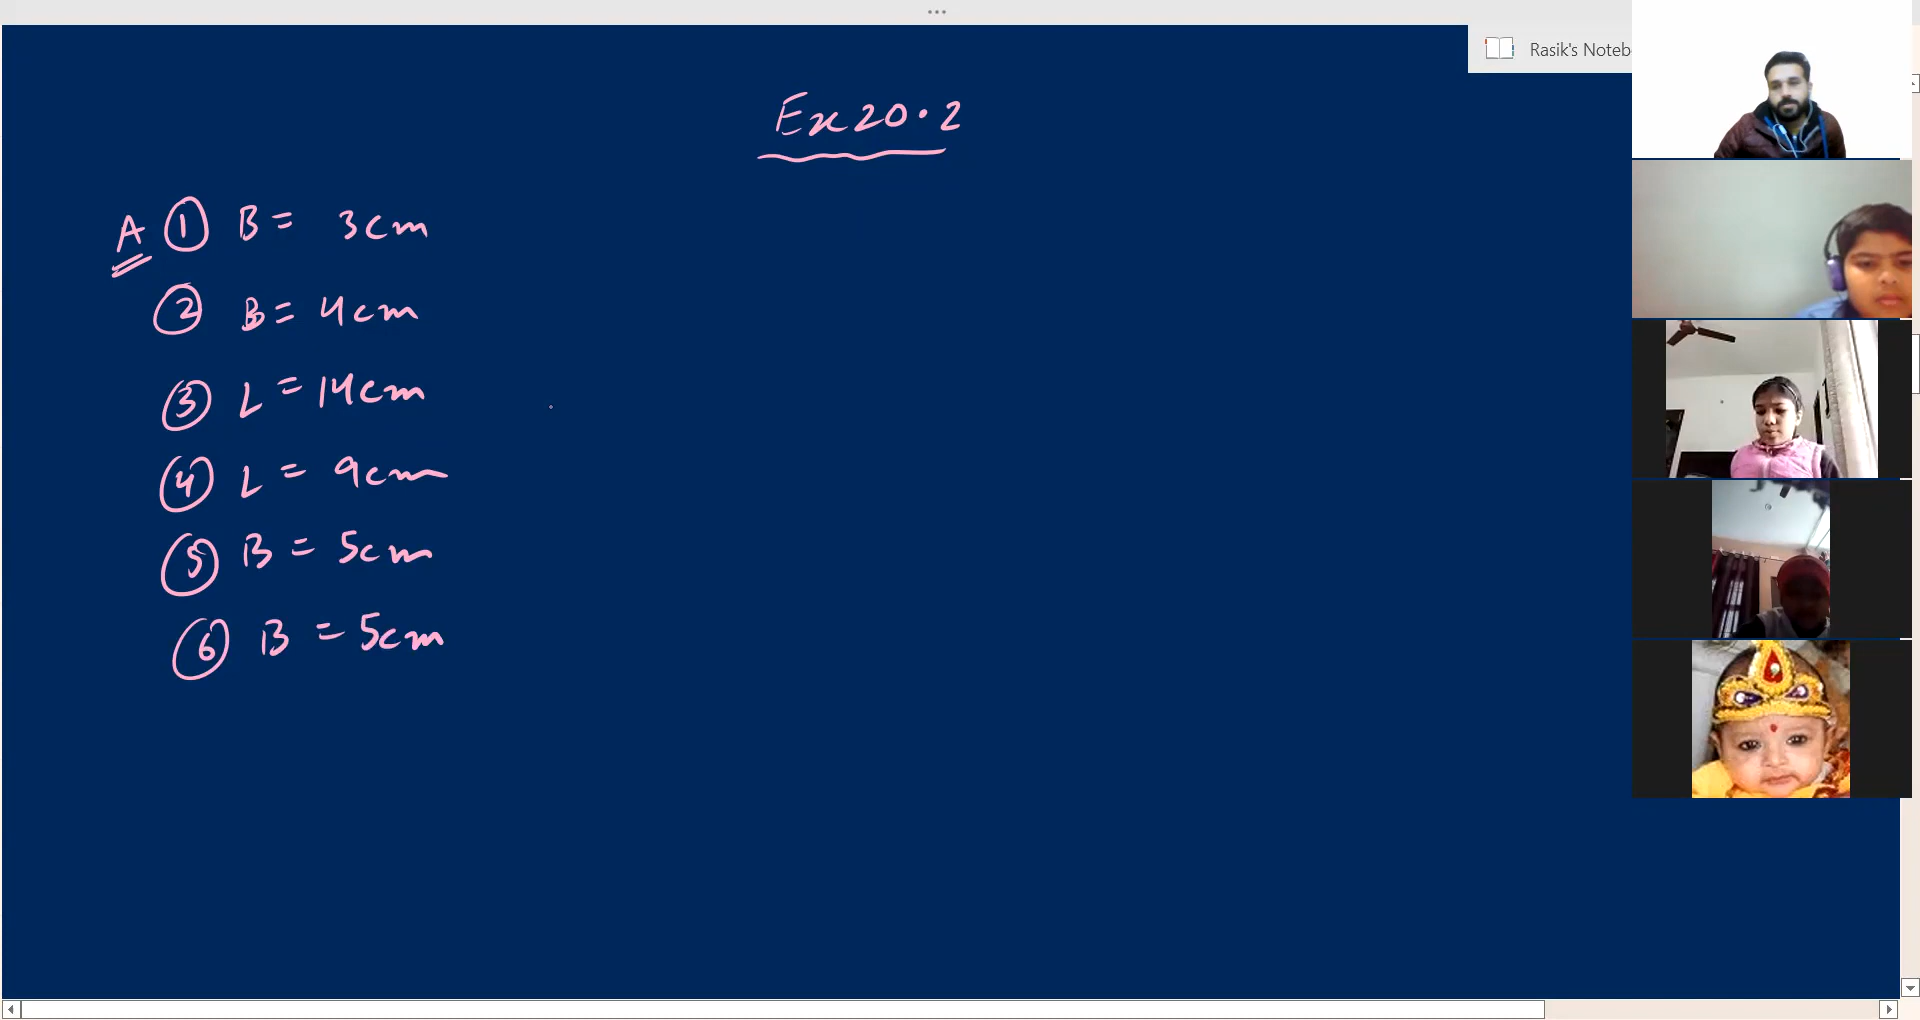 Rasik's Noteb
Ex 20.2
A ① B = 3cm
② B = 4cm
③ L = 14cm
④ L = 9cm
⑤ B = 5cm
⑥ B = 5cm